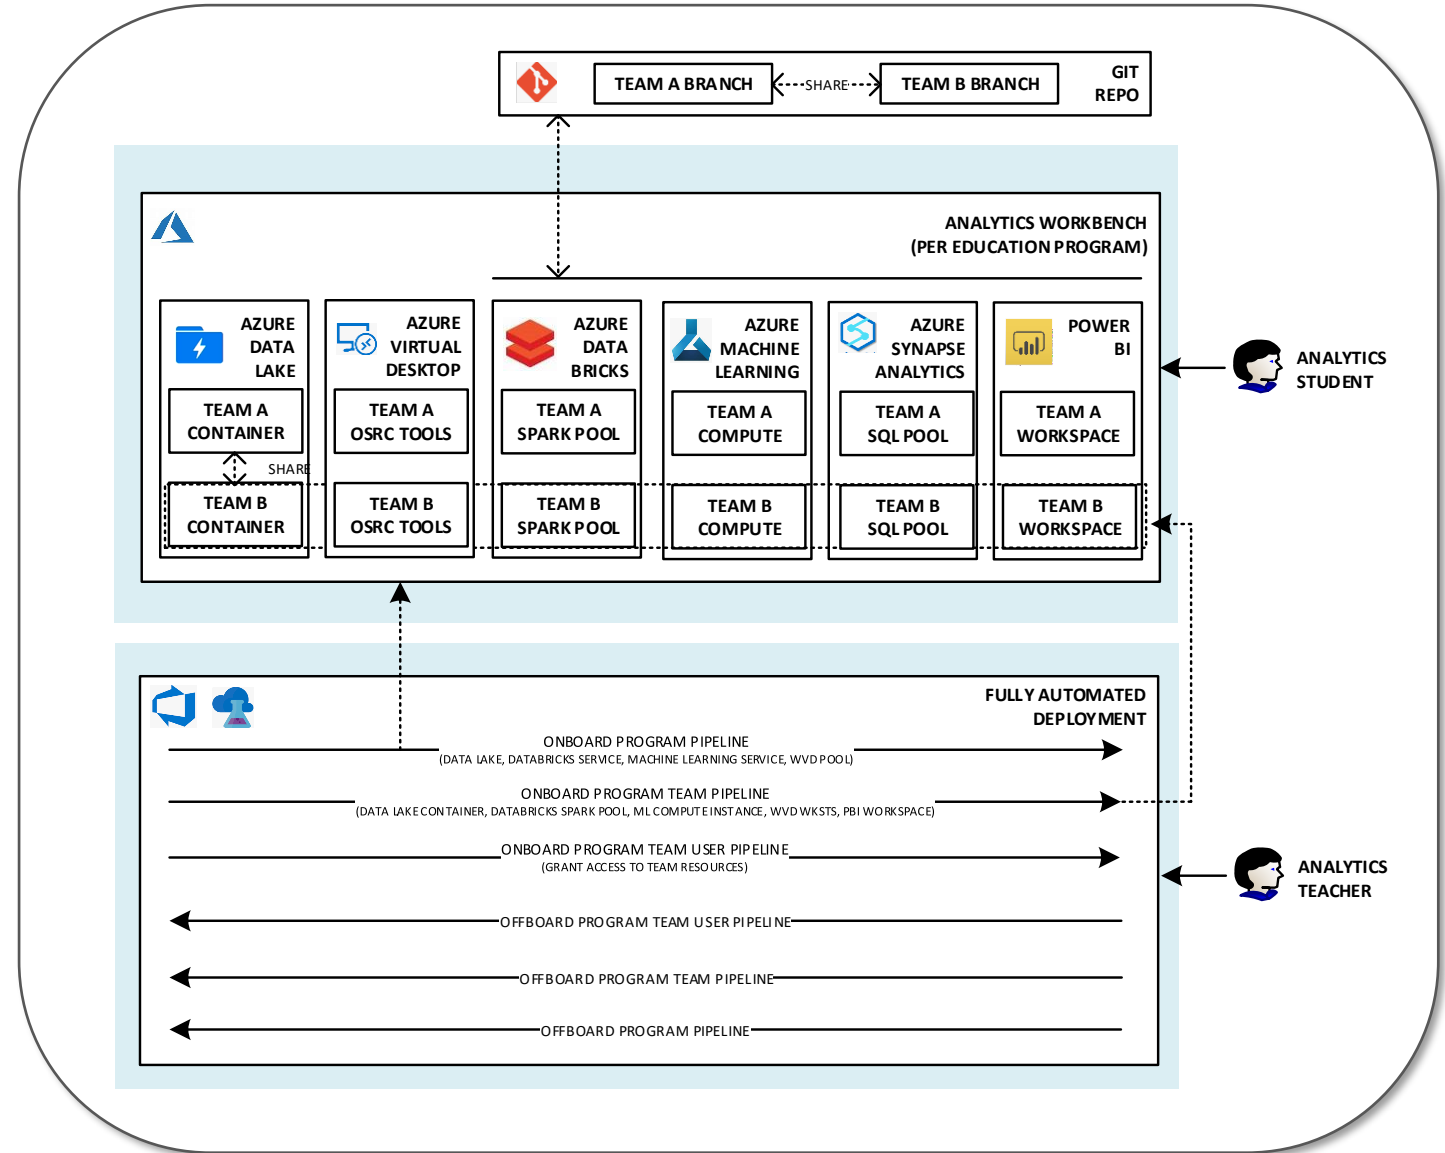 TEAM A BRANCH
SHARE
TEAM B BRANCH
GIT
REPO
ANALYTICS WORKBENCH
(PER EDUCATION PROGRAM)
AZURE
DATA
LAKE
TEAM A
CONTAINER
SHARE
TEAM B
CONTAINER
AZURE
VIRTUAL
DESKTOP
TEAM A
OSRC TOOLS
TEAM B
OSRC TOOLS
AZURE
DATA
BRICKS
TEAM A
SPARK POOL
TEAM B
SPARK POOL
AZURE
MACHINE
LEARNING
TEAM A
COMPUTE
TEAM B
COMPUTE
AZURE
SYNAPSE
ANALYTICS
TEAM A
SQL POOL
TEAM B
SQL POOL
POWER
BI
TEAM A
WORKSPACE
TEAM B
WORKSPACE
ANALYTICS
STUDENT
FULLY AUTOMATED
DEPLOYMENT
ONBOARD PROGRAM PIPELINE
(DATA LAKE, DATABRICKS SERVICE, MACHINE LEARNING SERVICE, WVD POOL)
ONBOARD PROGRAM TEAM PIPELINE
(DATA LAKE CONTAINER, DATABRICKS SPARK POOL, ML COMPUTE INSTANCE, WVD WKSTS, PBI WORKSPACE)
ONBOARD PROGRAM TEAM USER PIPELINE
(GRANT ACCESS TO TEAM RESOURCES)
OFFBOARD PROGRAM TEAM USER PIPELINE
OFFBOARD PROGRAM TEAM PIPELINE
OFFBOARD PROGRAM PIPELINE
ANALYTICS
TEACHER